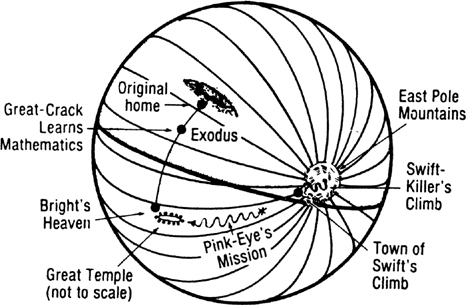 Original
home
Great-Crack
Learns
Mathematics
Exodus
East Pole
Mountains
Swift-
Killer's
Climb
Bright's
Heaven
Pink-Eye's
Mission
Great Temple
(not to scale)
Town of
Swift's
Climb